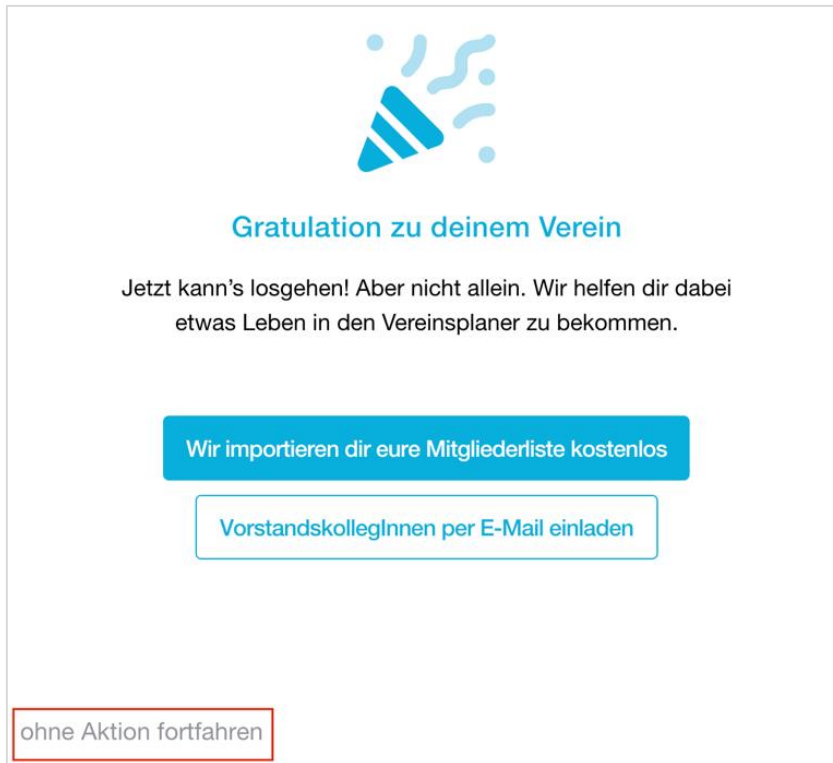 Gratulation zu deinem Verein
Jetzt kann's losgehen! Aber nicht allein. Wir helfen dir dabei
etwas Leben in den Vereinsplaner zu bekommen.
Wir importieren dir eure Mitgliederliste kostenlos
VorstandskollegInnen per E-Mail einladen
ohne Aktion fortfahren